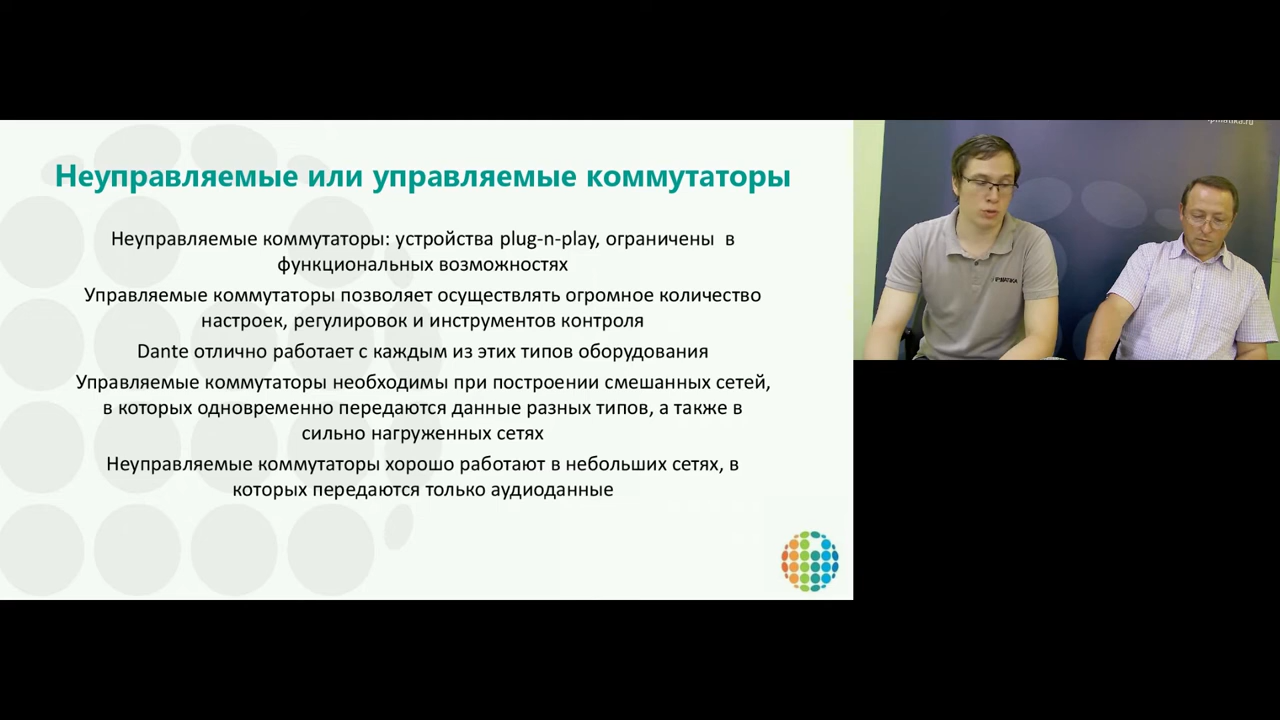 Неуправляемые или управляемые коммутаторы
Неуправляемые коммутаторы: устройства plug-n-play, ограничены в
функциональных возможностях
Управляемые коммутаторы позволяет осуществлять огромное количество
настроек, регулировок и инструментов контроля
Dante отлично работает с каждым из этих типов оборудования
Управляемые коммутаторы необходимы при построении смешанных сетей,
в которых одновременно передаются данные разных типов, а также в
сильно нагруженных сетях
Неуправляемые коммутаторы хорошо работают в небольших сетях, в
которых передаются только аудиоданные
IPMATIKA